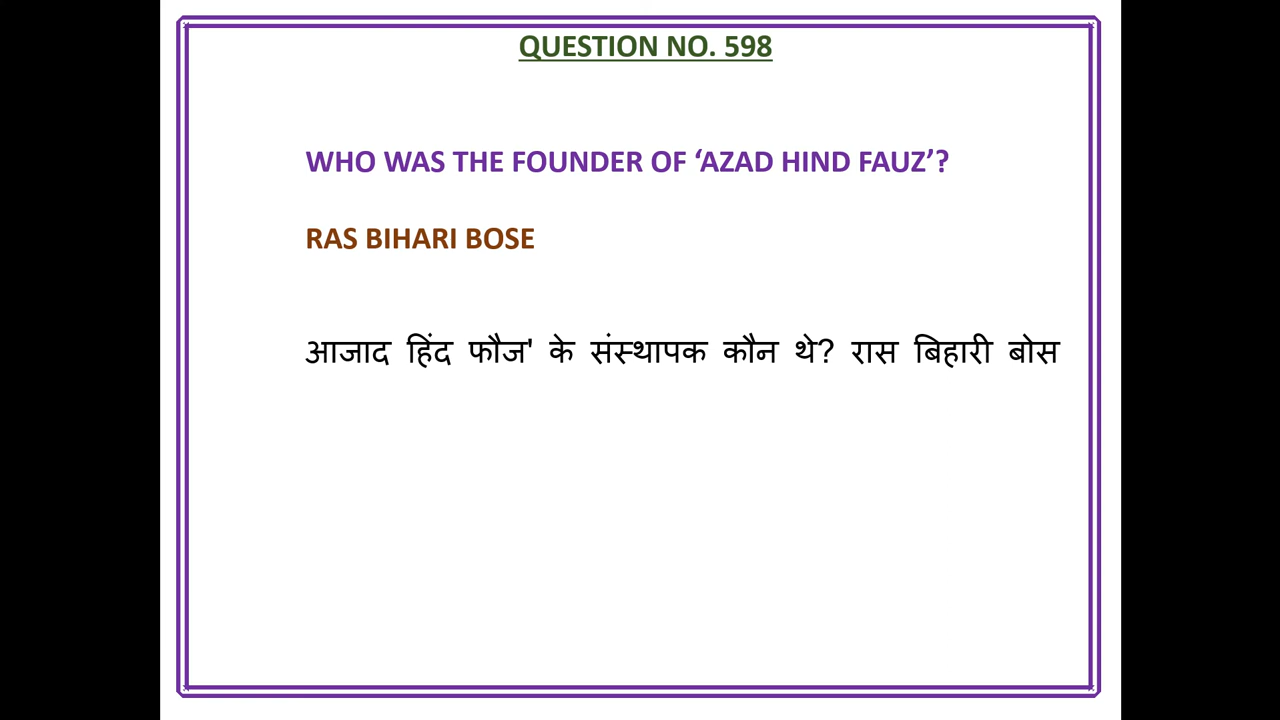 QUESTION NO. 598
WHO WAS THE FOUNDER OF ‘AZAD HIND FAUZ’?
RAS BIHARI BOSE
आजाद हिंद फौज' के संस्थापक कौन थे? रास बिहारी बोस